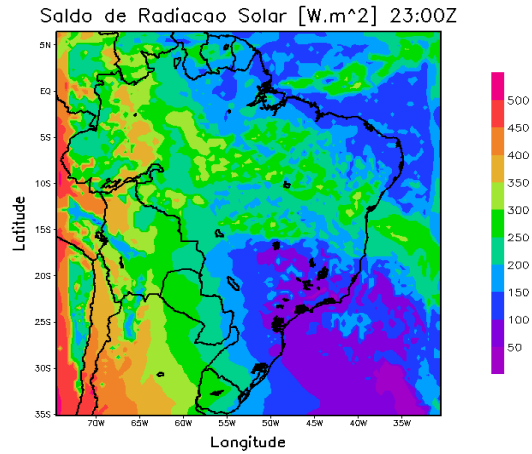 Saldo de Radiacao Solar [W.m^2] 23:00Z
5N
EQ
5S
10S
15S
20S
25S
30S
35S
Latitude
70W 65W 60W 55W 50W 45W 40W 35W
Longitude
500
450
400
350
300
250
200
150
100
50